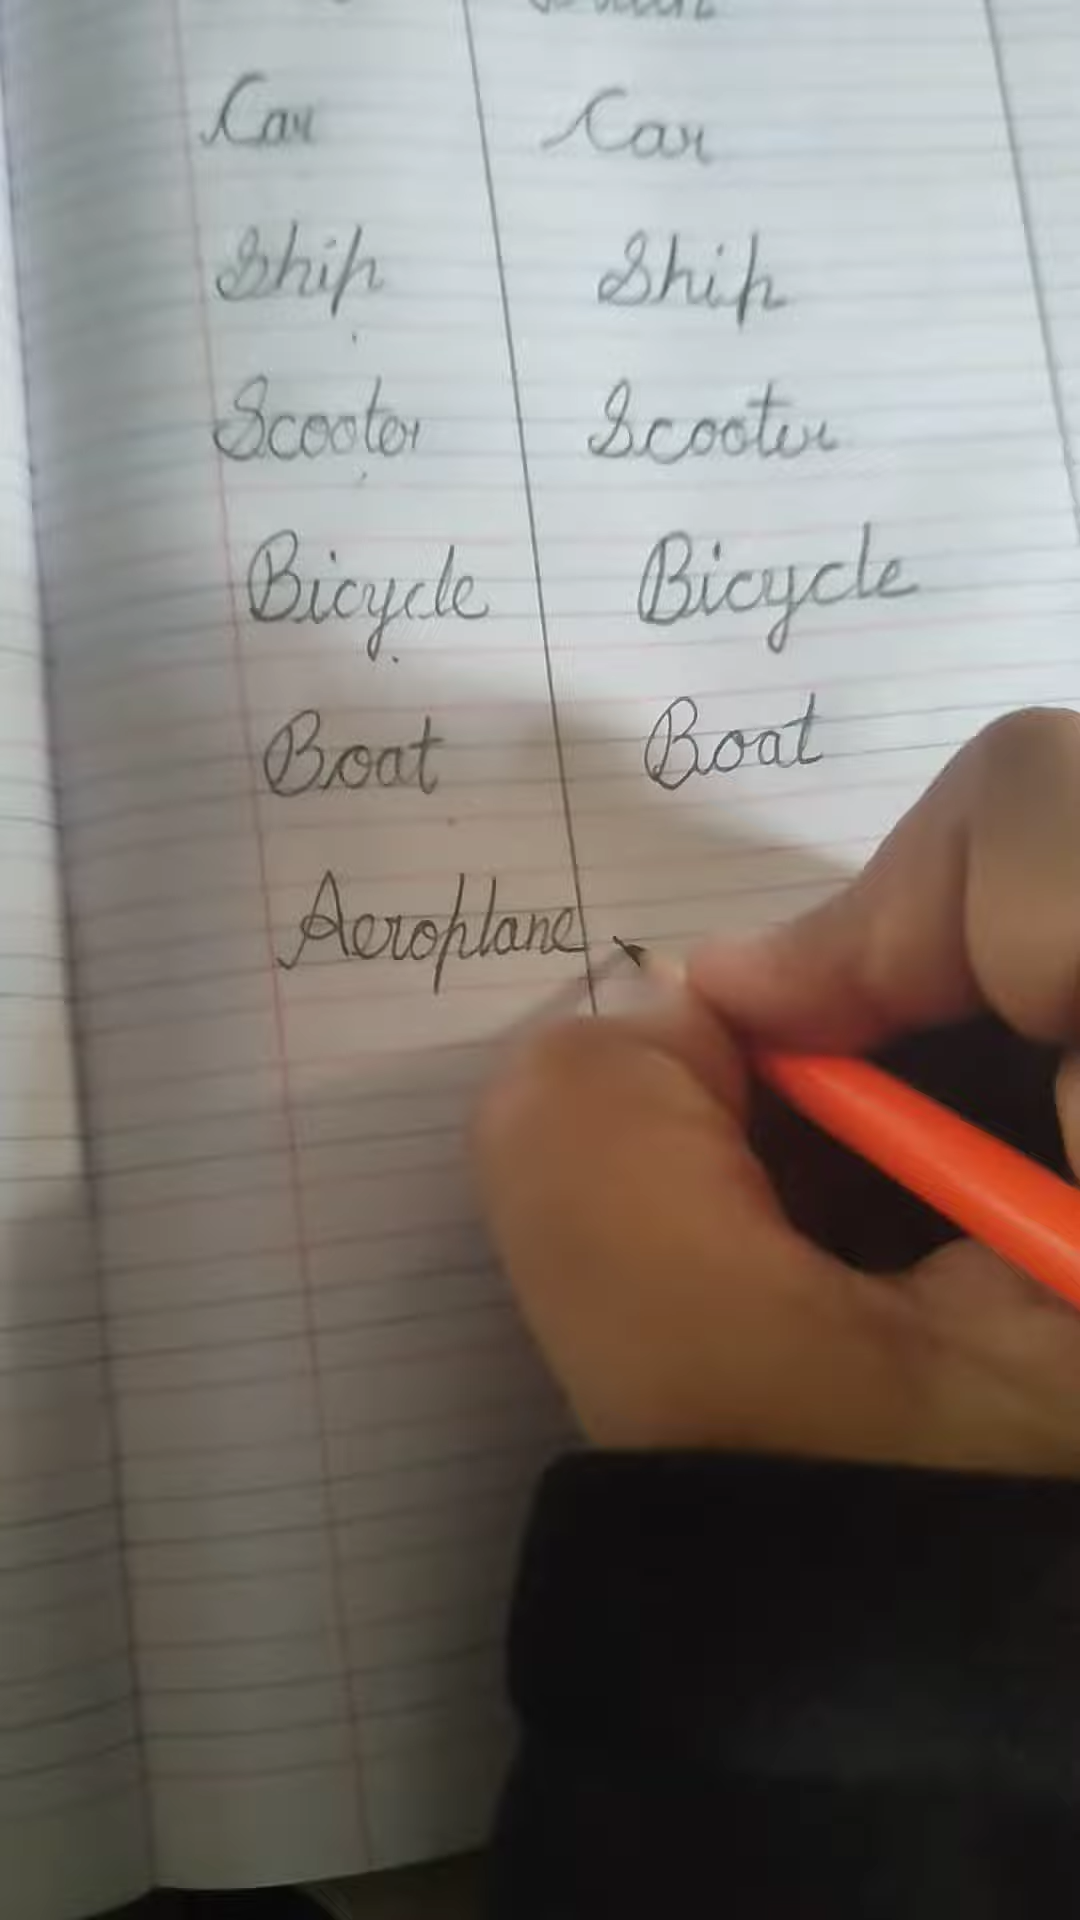 Car Car
Ship Ship
Scooter Scooter
Bicycle Bicycle
Boat Boat
Aeroplane